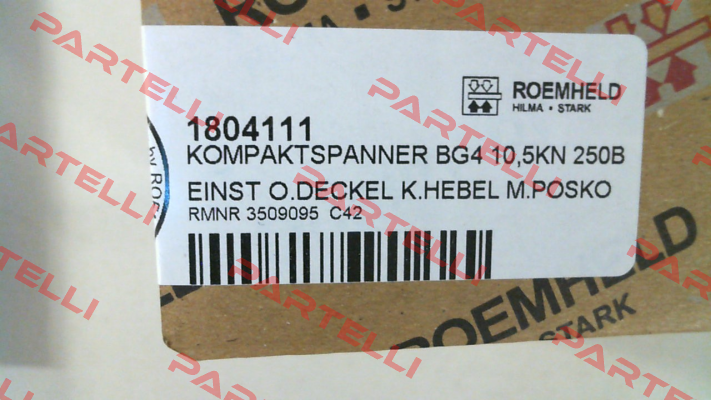 ROEMHELD
HILMA • STARK
1804111
KOMPAKTSPANNER BG4 10,5KN 250B
EINST O.DECKEL K.HEBEL M.POSKO
RMNR 3509095 C42
ROEMHELD
STARK
PARTELLI
PARTELLI
PARTELLI
PARTELLI
PARTELLI
PARTELLI
PARTELLI
PARTELLI